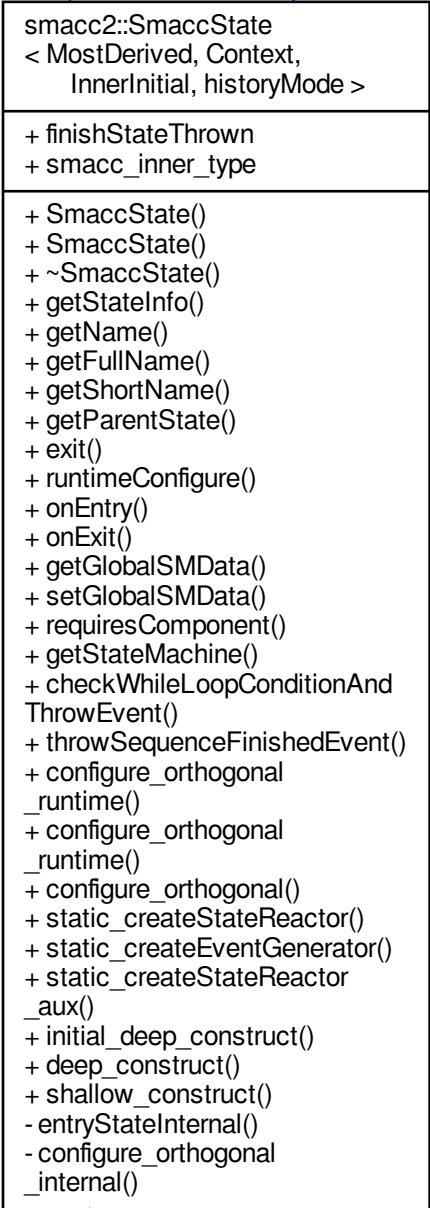 smacc2::SmaccState
< MostDerived, Context,
InnerInitial, historyMode >
+ finishStateThrown
+ smacc_inner_type
+ SmaccState()
+ SmaccState()
+ ~SmaccState()
+ getStateInfo()
+ getName()
+ getFullName()
+ getShortName()
+ getParentState()
+ exit()
+ runtimeConfigure()
+ onEntry()
+ onExit()
+ getGlobalSMData()
+ setGlobalSMData()
+ requiresComponent()
+ getStateMachine()
+ checkWhileLoopConditionAnd
ThrowEvent()
+ throwSequenceFinishedEvent()
+ configure_orthogonal
_runtime()
+ configure_orthogonal
_runtime()
+ configure_orthogonal()
+ static_createStateReactor()
+ static_createEventGenerator()
+ static_createStateReactor
_aux()
+ initial_deep_construct()
+ deep_construct()
+ shallow_construct()
- entryStateInternal()
- configure_orthogonal
_internal()